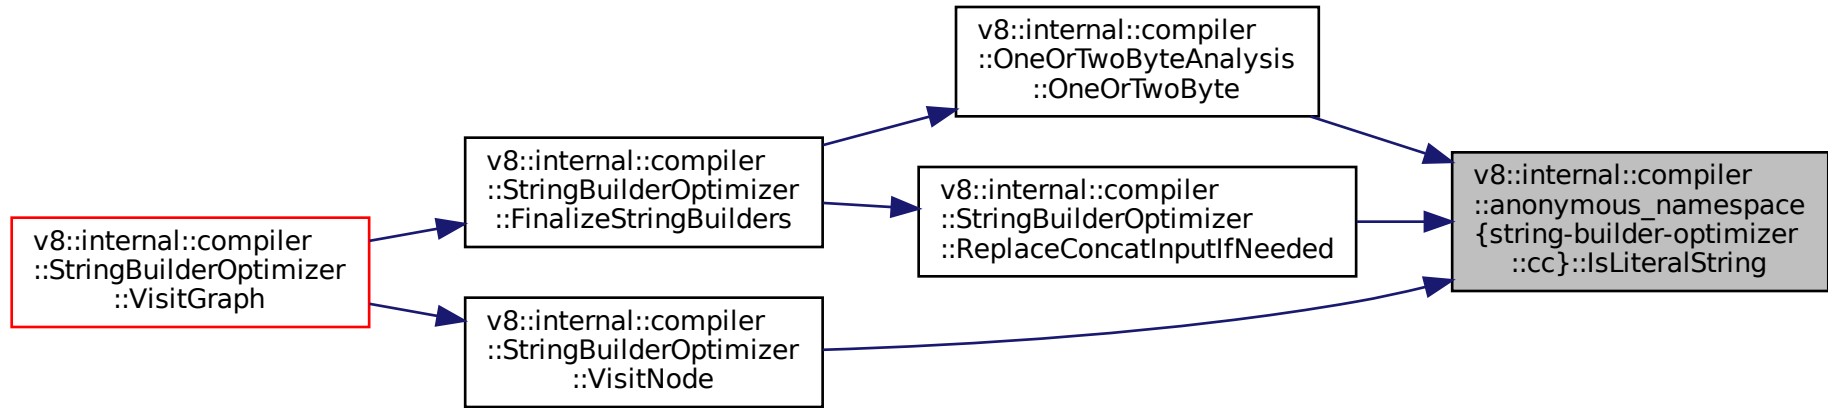 v8::internal::compiler
::StringBuilderOptimizer
::VisitGraph
v8::internal::compiler
::StringBuilderOptimizer
::FinalizeStringBuilders
v8::internal::compiler
::StringBuilderOptimizer
::VisitNode
v8::internal::compiler
::OneOrTwoByteAnalysis
::OneOrTwoByte
v8::internal::compiler
::StringBuilderOptimizer
::ReplaceConcatInputIfNeeded
v8::internal::compiler
::anonymous_namespace
{string-builder-optimizer
::cc}::IsLiteralString